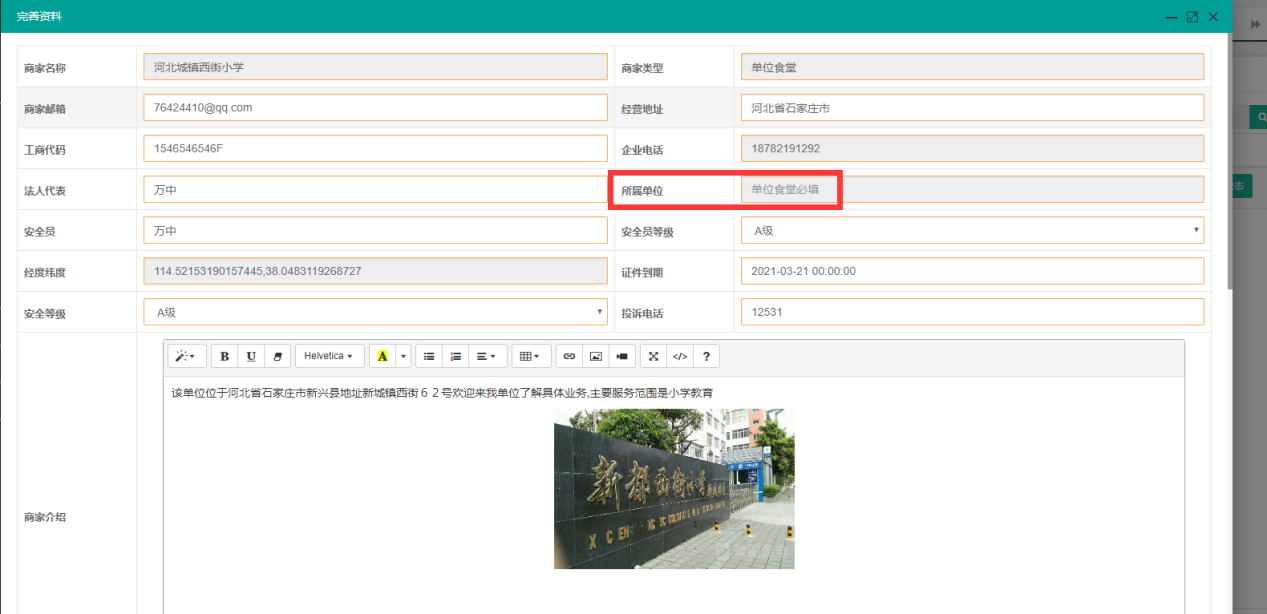 完善资料
商家名称 河北城镇西街小学 商家类型 单位食堂
商家邮箱 76424410@qq.com 经营地址 河北省石家庄市
工商代码 1546546546F 企业电话 18782191292
法人代表 万中 所属单位 单位食堂必填
安全员 万中 安全员等级 A级
经度纬度 114.52153190157445,38.0483119268727 证件到期 2021-03-21 00:00:00
安全等级 A级 投诉电话 12531
B U Helvetica A </> ?
该单位位于河北省石家庄市新兴县地址新城镇西街６２号欢迎来我单位了解具体业务,主要服务范围是小学教育
新都西街小学
商家介绍
态